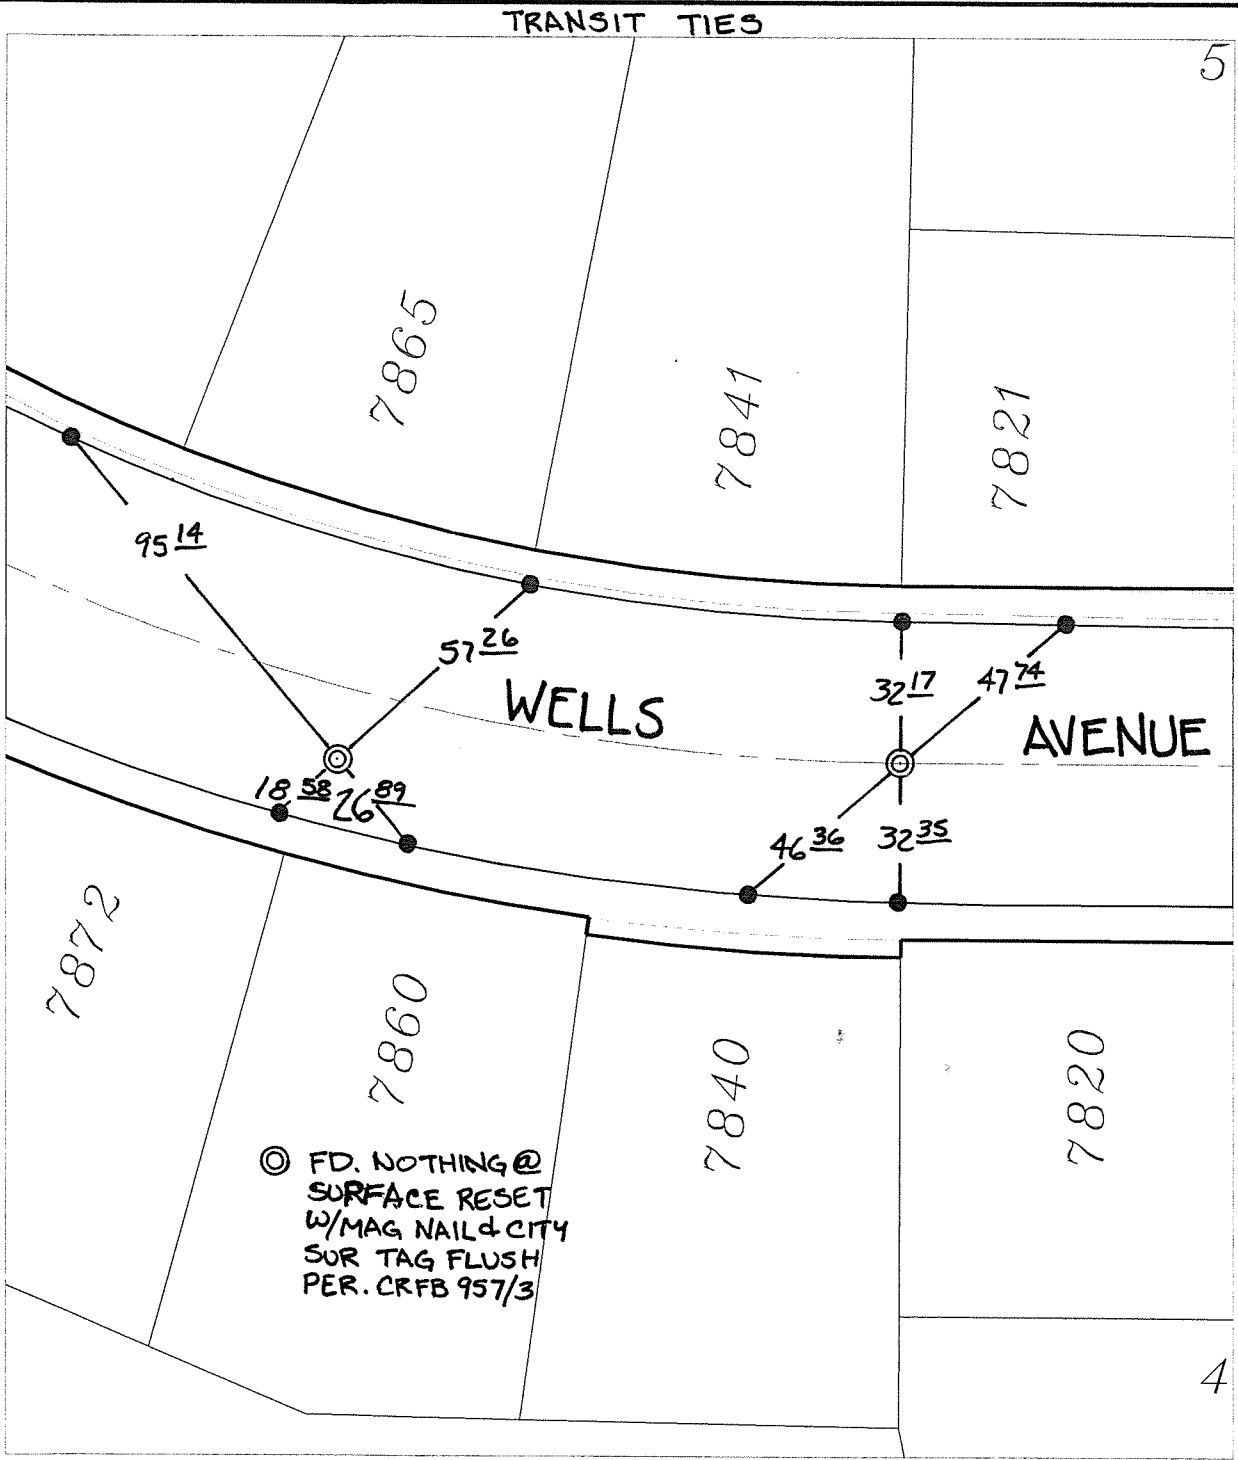 TRANSIT TIES
5
7865
7841
7821
95 14
57 26
WELLS
32 17
47 74
AVENUE
18 58
26 89
46 36
32 35
7872
7860
7840
7820
FD. NOTHING @
SURFACE RESET
W/MAG NAIL & CITY
SUR TAG FLUSH
PER. CRFB 957/3
4